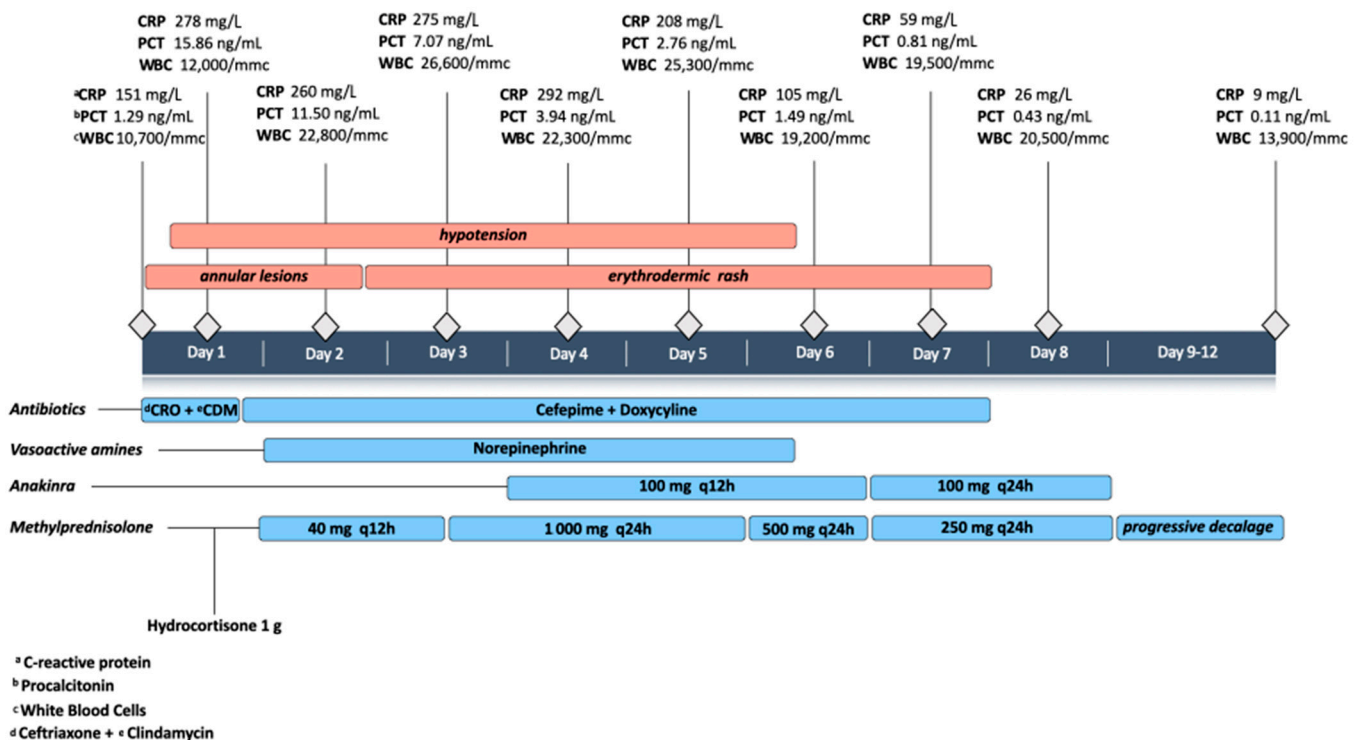 CRP 278 mg/L
PCT 15.86 ng/mL
WBC 12,000/mmc
CRP 275 mg/L
PCT 7.07 ng/mL
WBC 26,600/mmc
CRP 208 mg/L
PCT 2.76 ng/mL
WBC 25,300/mmc
CRP 59 mg/L
PCT 0.81 ng/mL
WBC 19,500/mmc
ᵃCRP 151 mg/L
ᵇPCT 1.29 ng/mL
ᶜWBC 10,700/mmc
CRP 260 mg/L
PCT 11.50 ng/mL
WBC 22,800/mmc
CRP 292 mg/L
PCT 3.94 ng/mL
WBC 22,300/mmc
CRP 105 mg/L
PCT 1.49 ng/mL
WBC 19,200/mmc
CRP 26 mg/L
PCT 0.43 ng/mL
WBC 20,500/mmc
CRP 9 mg/L
PCT 0.11 ng/mL
WBC 13,900/mmc
hypotension
annular lesions
erythrodermic rash
Day 1
Day 2
Day 3
Day 4
Day 5
Day 6
Day 7
Day 8
Day 9-12
Antibiotics
ᵈCRO + ᵉCDM
Cefepime + Doxycyline
Vasoactive amines
Norepinephrine
Anakinra
100 mg q12h
100 mg q24h
Methylprednisolone
40 mg q12h
1000 mg q24h
500 mg q24h
250 mg q24h
progressive decalage
Hydrocortisone 1 g
ᵃ C-reactive protein
ᵇ Procalcitonin
ᶜ White Blood Cells
ᵈ Ceftriaxone + ᵉ Clindamycin